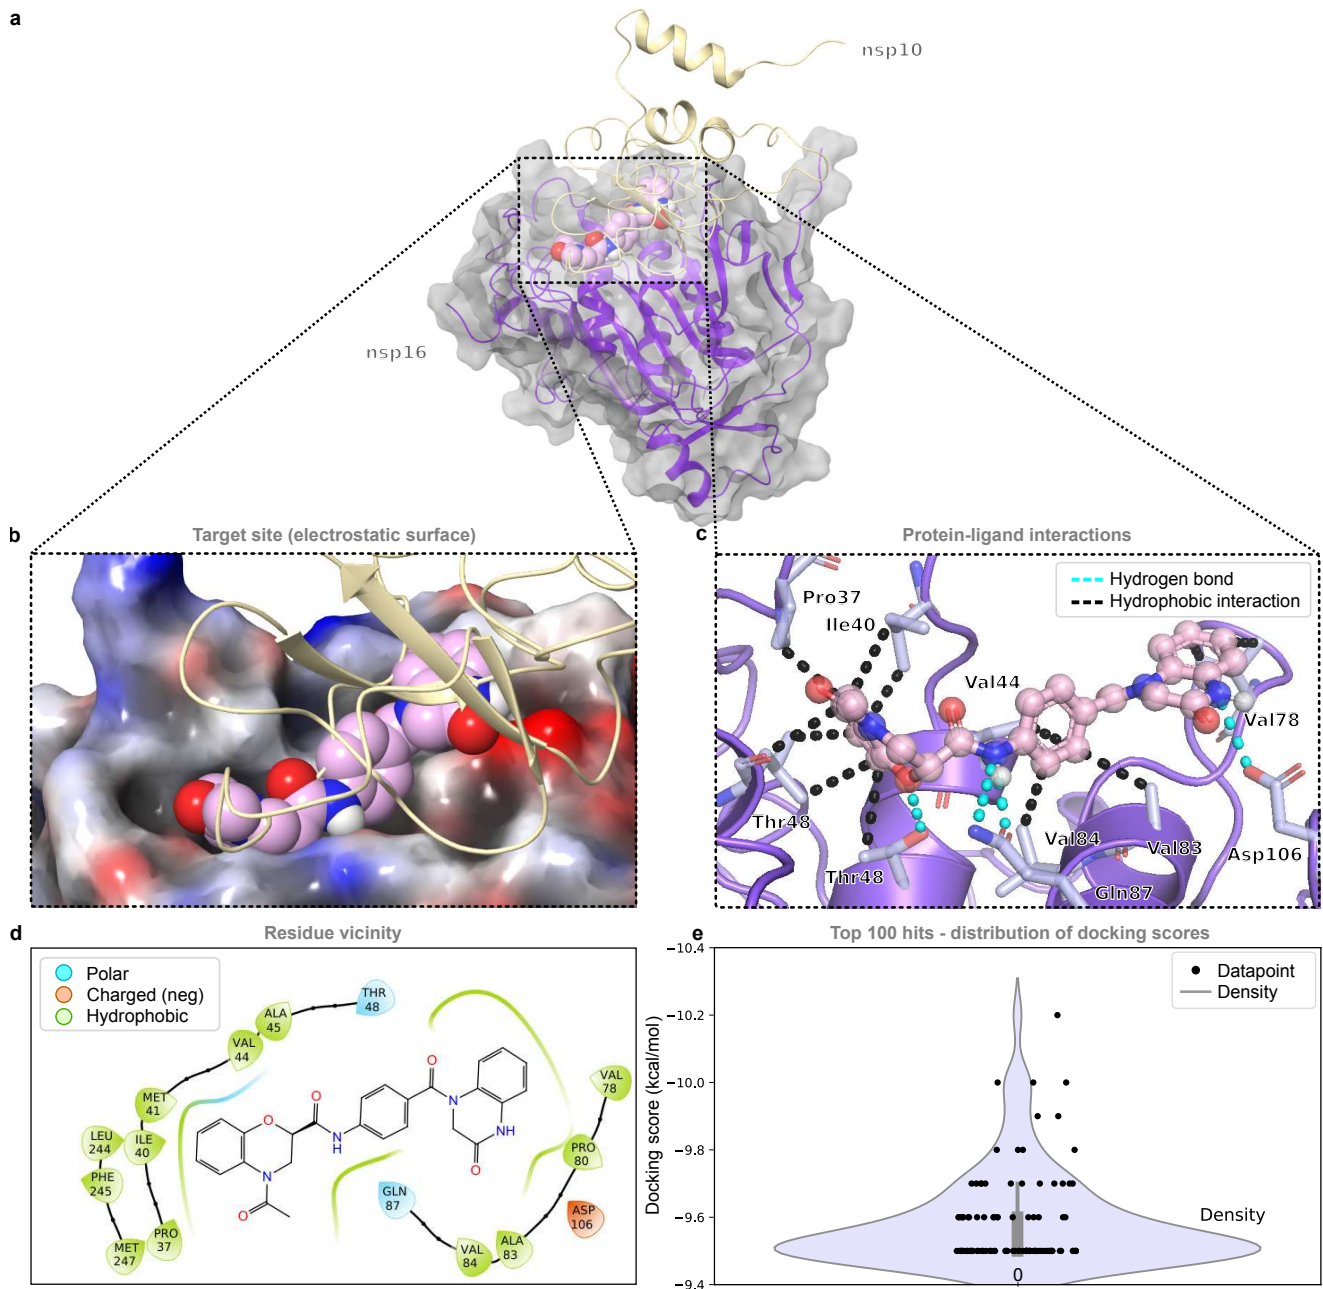 a
nsp10
nsp16
b
Target site (electrostatic surface)
c
Protein-ligand interactions
Hydrogen bond
Hydrophobic interaction
Pro37
Ile40
Val44
Val78
Thr48
Thr48
Val84
Val83
Asp106
Gln87
d
Residue vicinity
Polar
Charged (neg)
Hydrophobic
THR
48
ALA
45
VAL
44
MET
41
LEU
244
ILE
40
PHE
245
PRO
37
MET
247
O
O
O
NH
N
O
N
NH
O
VAL
78
PRO
80
GLN
87
ASP
106
ALA
83
VAL
84
e
Top 100 hits - distribution of docking scores
Docking score (kcal/mol)
−10.4
−10.2
−10.0
−9.8
−9.6
−9.4
Datapoint
Density
Density
0